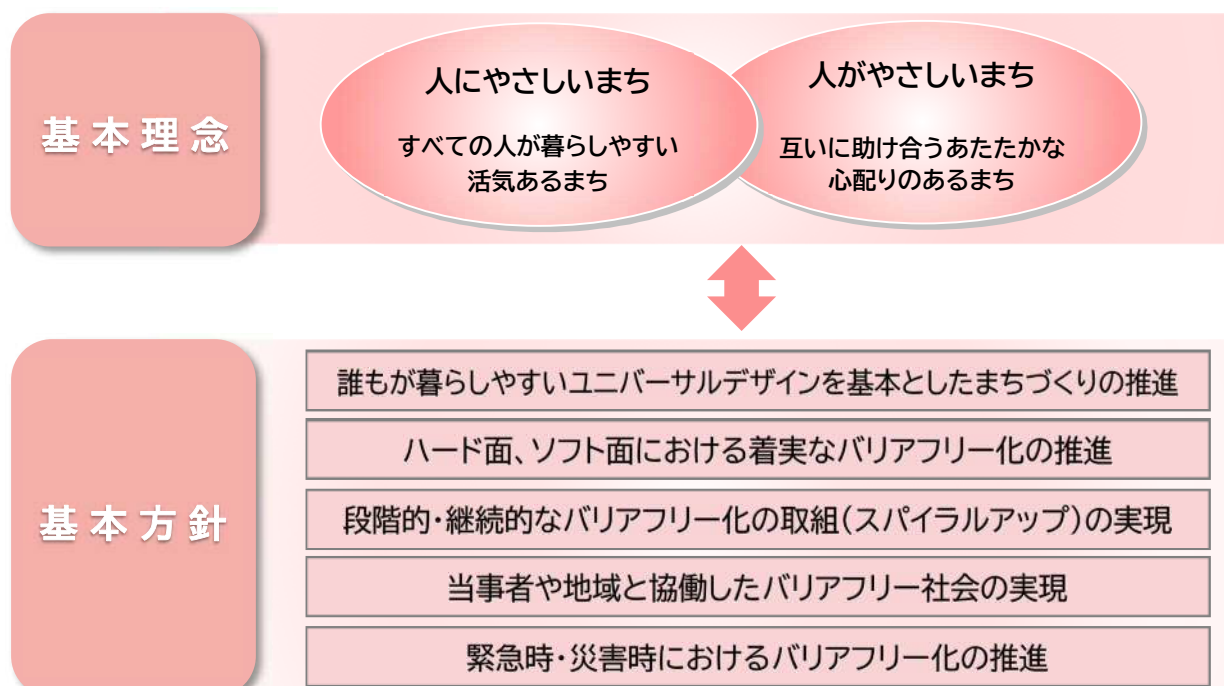 基本理念
人にやさしいまち
すべての人が暮らしやすい
活気あるまち
人がやさしいまち
互いに助け合うあたたかな
心配りのあるまち
基本方針
誰もが暮らしやすいユニバーサルデザインを基本としたまちづくりの推進
ハード面、ソフト面における着実なバリアフリー化の推進
段階的・継続的なバリアフリー化の取組(スパイラルアップ)の実現
当事者や地域と協働したバリアフリー社会の実現
緊急時・災害時におけるバリアフリー化の推進